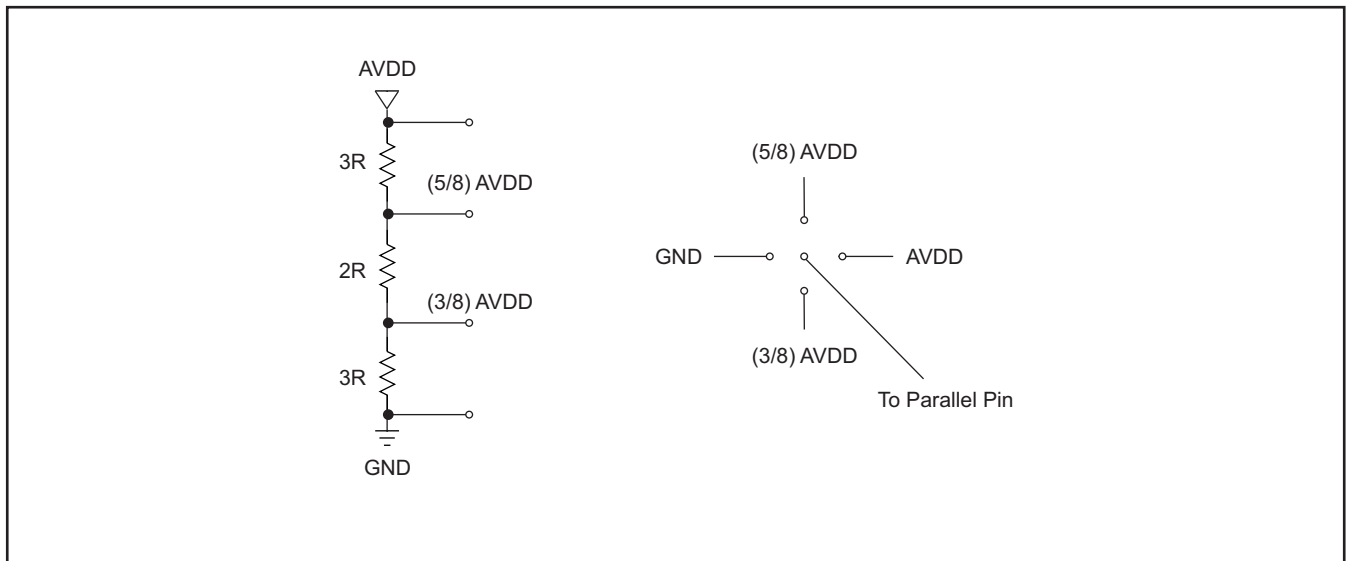 AVDD
3R
(5/8) AVDD
2R
(3/8) AVDD
3R
GND
(5/8) AVDD
GND
AVDD
(3/8) AVDD
To Parallel Pin